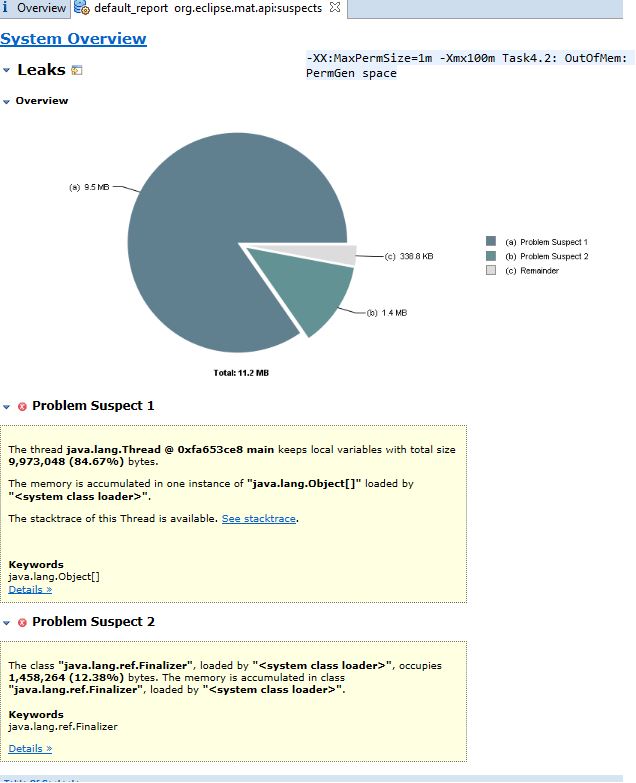 i Overview default_report org.eclipse.mat.api:suspects
System Overview
-XX:MaxPermSize=1m -Xmx100m Task4.2: OutOfMem:
PermGen space
Leaks
Overview
(a) 9.5 MB
(c) 338.8 KB
(b) 1.4 MB
(a) Problem Suspect 1
(b) Problem Suspect 2
(c) Remainder
Total: 11.2 MB
Problem Suspect 1
The thread java.lang.Thread @ 0xfa653ce8 main keeps local variables with total size
9,973,048 (84.67%) bytes.
The memory is accumulated in one instance of "java.lang.Object[]" loaded by
"<system class loader>".
The stacktrace of this Thread is available. See stacktrace.
Keywords
java.lang.Object[]
Details »
Problem Suspect 2
The class "java.lang.ref.Finalizer", loaded by "<system class loader>", occupies
1,458,264 (12.38%) bytes. The memory is accumulated in class
"java.lang.ref.Finalizer", loaded by "<system class loader>".
Keywords
java.lang.ref.Finalizer
Details »